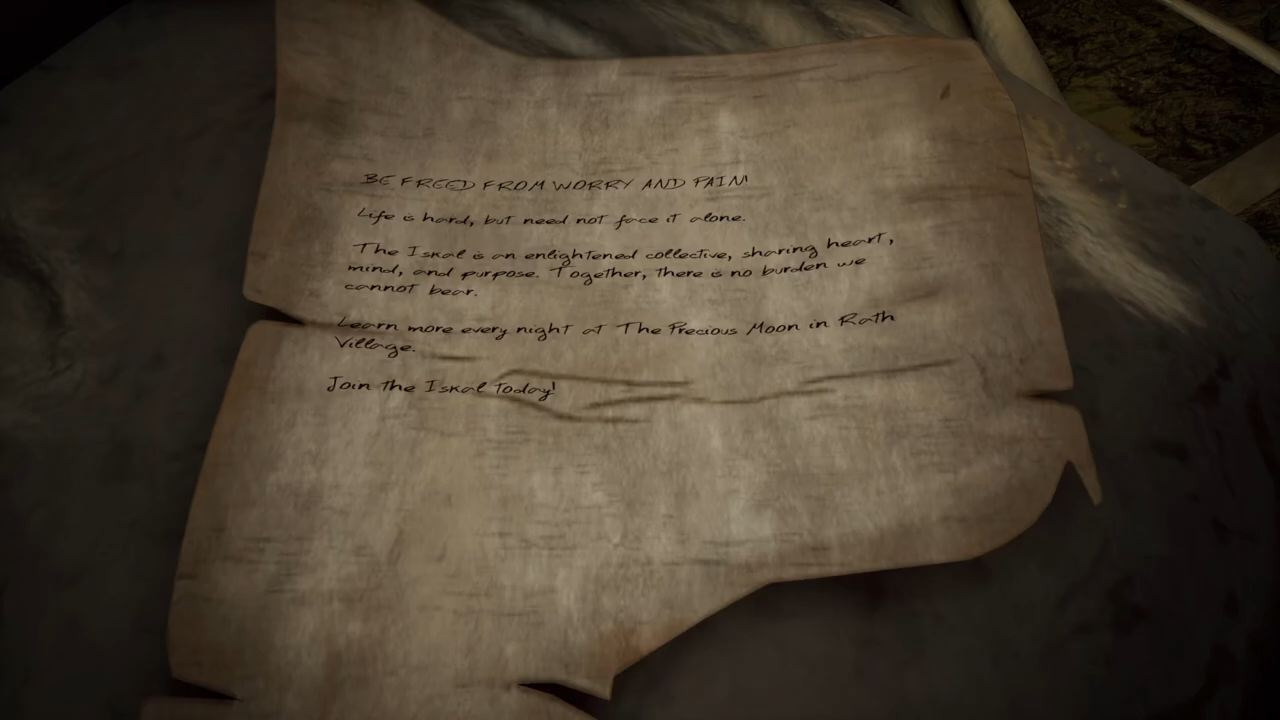 BE FREED FROM WORRY AND PAIN
Life is hard, but need not face it alone.
The Iskal is an enlightened collective, sharing heart,
mind, and purpose. Together, there is no burden we
cannot bear.
Learn more every night at The Precious Moon in Rath
Village.
Join the Iskal today!